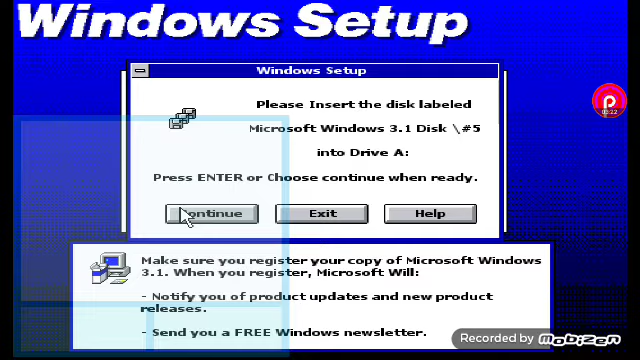 Windows Setup
Windows Setup
Please Insert the disk labeled
Microsoft Windows 3.1 Disk \#5
into Drive A:
Press ENTER or Choose continue when ready.
Continue Exit Help
Make sure you register your copy of Microsoft Windows
3.1. When you register, Microsoft Will:
- Notify you of product updates and new product
releases.
- Send you a FREE Windows newsletter.
03:22
Recorded by Mobizen